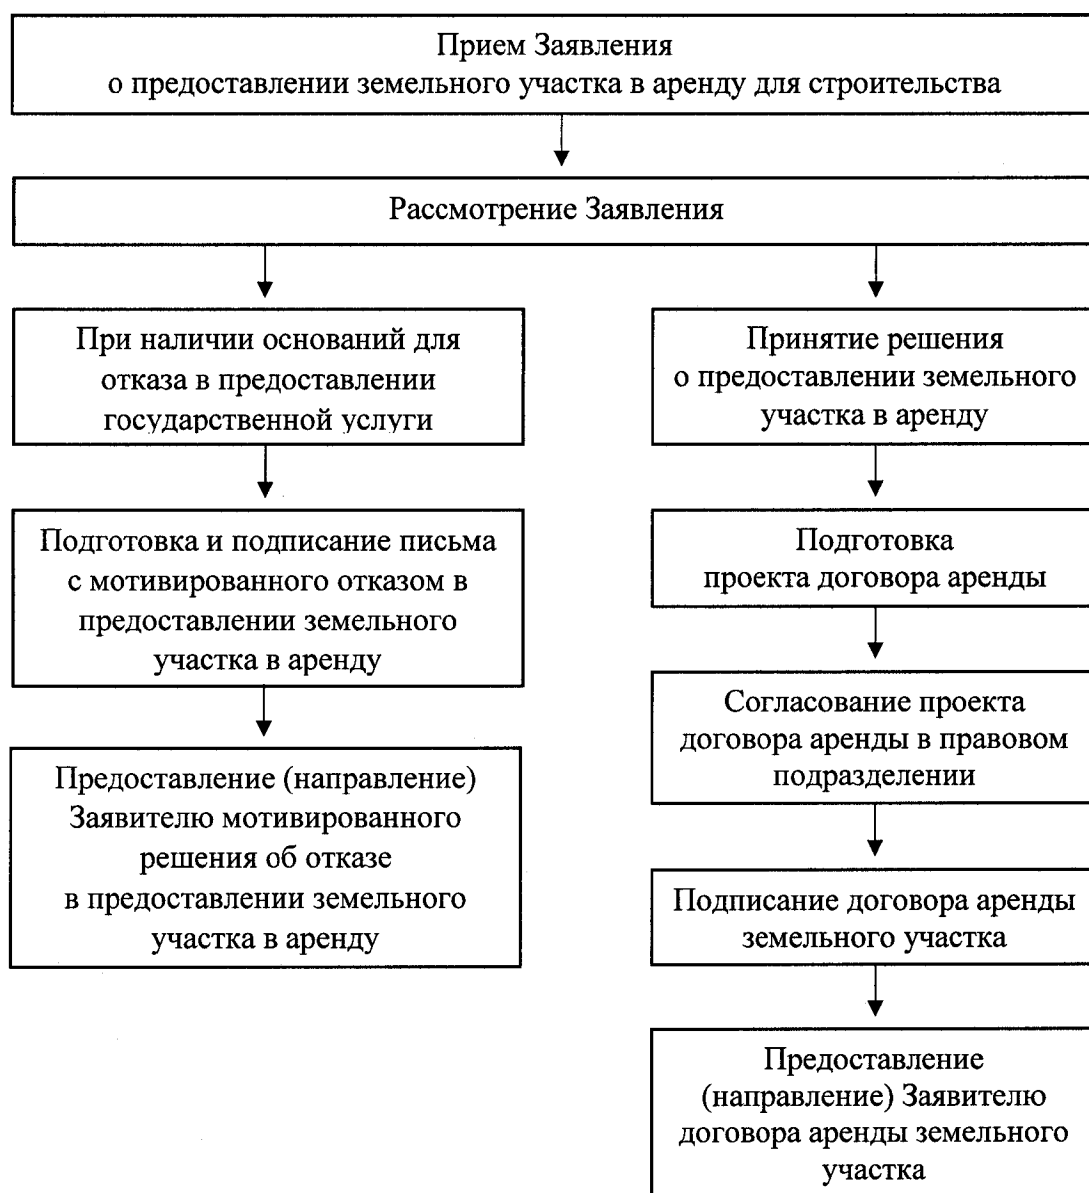 Прием Заявления
о предоставлении земельного участка в аренду для строительства
Рассмотрение Заявления
При наличии оснований для
отказа в предоставлении
государственной услуги
Подготовка и подписание письма
с мотивированного отказом в
предоставлении земельного
участка в аренду
Предоставление (направление)
Заявителю мотивированного
решения об отказе
в предоставлении земельного
участка в аренду
Принятие решения
о предоставлении земельного
участка в аренду
Подготовка
проекта договора аренды
Согласование проекта
договора аренды в правовом
подразделении
Подписание договора аренды
земельного участка
Предоставление
(направление) Заявителю
договора аренды земельного
участка